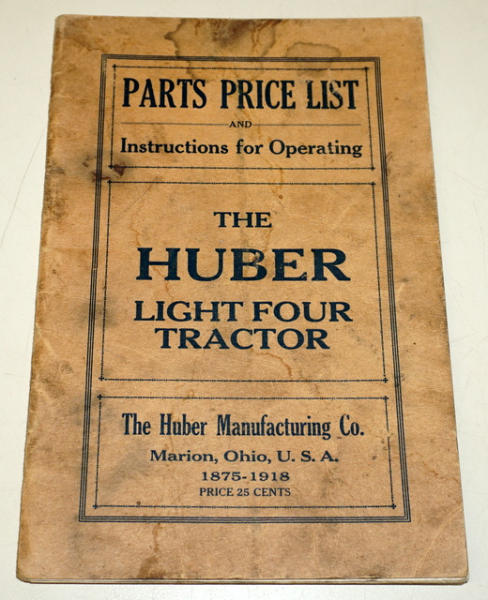 PARTS PRICE LIST
AND
Instructions for Operating
THE
HUBER
LIGHT FOUR
TRACTOR
The Huber Manufacturing Co.
Marion, Ohio, U. S. A.
1875-1918
PRICE 25 CENTS